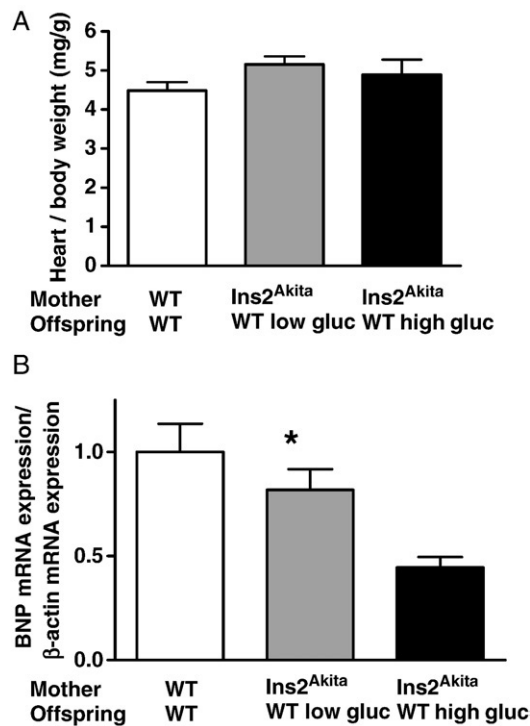 A
Heart / body weight (mg/g)
6
5
4
3
2
1
0
Mother WT Ins2Akita Ins2Akita
Offspring WT WT low gluc WT high gluc
B
BNP mRNA expression/
β-actin mRNA expression
1.0
0.5
0.0
*
Mother WT Ins2Akita Ins2Akita
Offspring WT WT low gluc WT high gluc